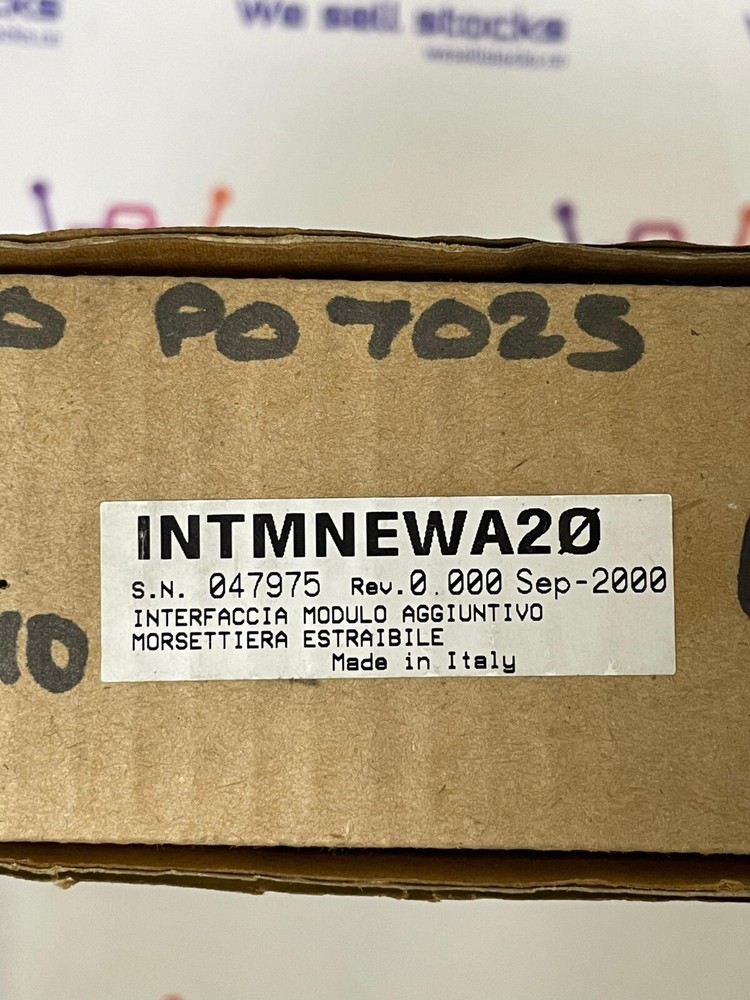 We sell stocks
PO 7025
INTMNEWA2Ø
S.N. 047975 Rev.0.000 Sep-2000
INTERFACCIA MODULO AGGIUNTIVO
MORSETTIERA ESTRAIBILE
Made in Italy